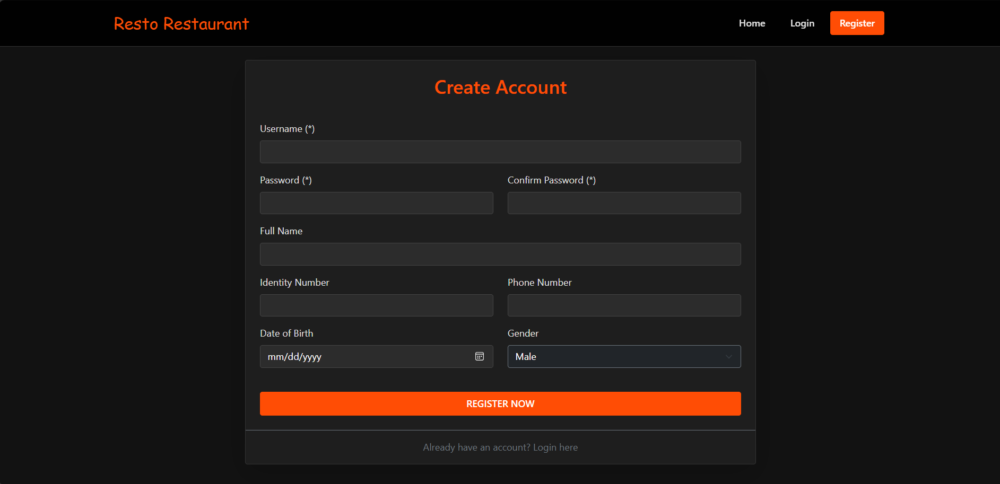 Resto Restaurant
Home Login Register
Create Account
Username (*)
Password (*) Confirm Password (*)
Full Name
Identity Number Phone Number
Date of Birth Gender
mm/dd/yyyy Male
REGISTER NOW
Already have an account? Login here